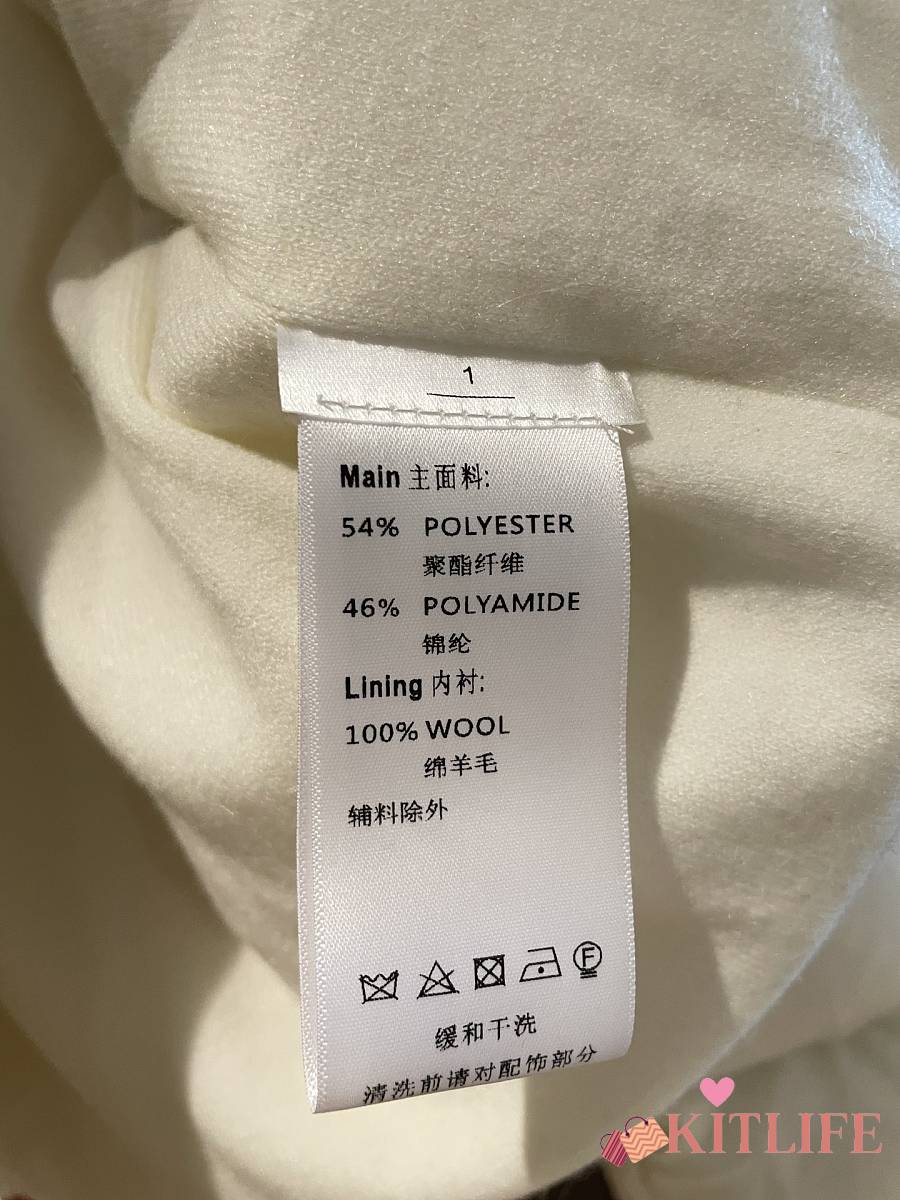 1
Main 主面料:
54% POLYESTER
聚酯纤维
46% POLYAMIDE
锦纶
Lining 内衬:
100% WOOL
绵羊毛
辅料除外
F
缓和干洗
清洗前请对配饰部分
KITLIFE